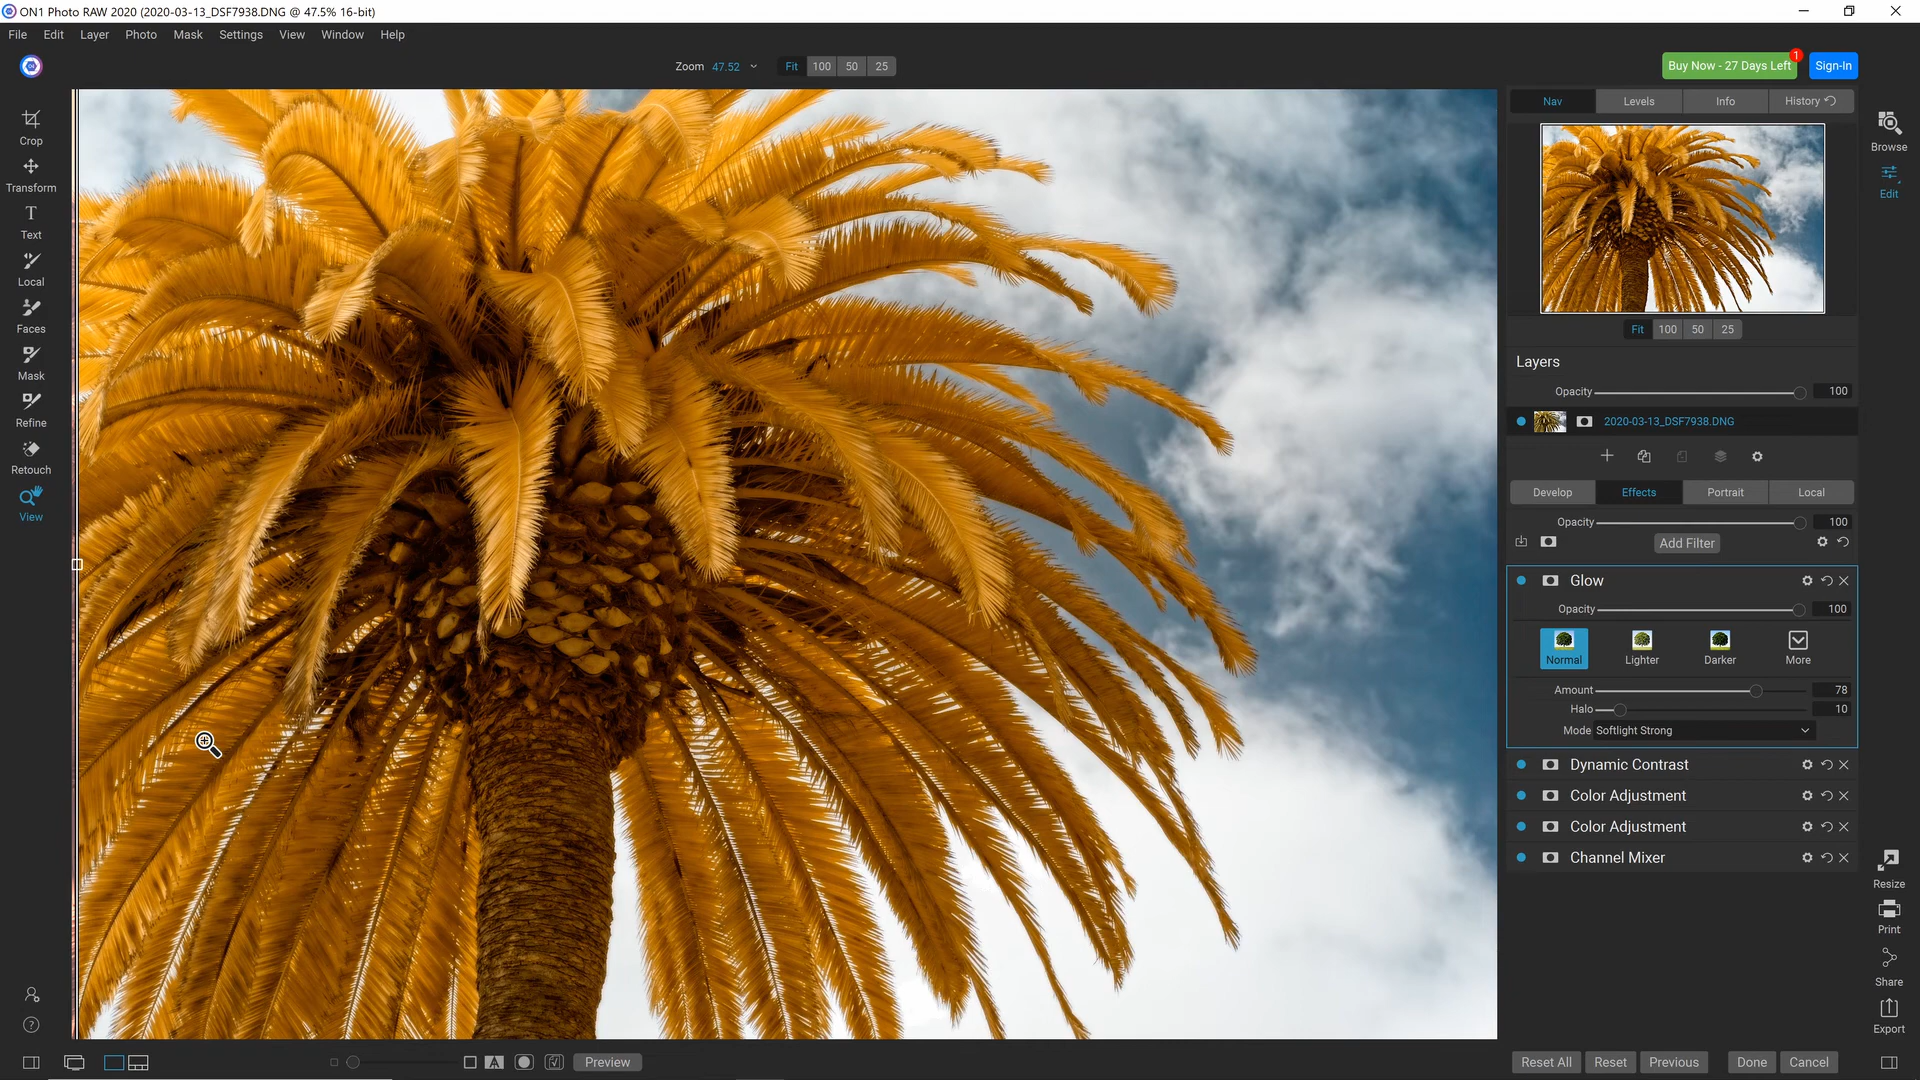 ON1 Photo RAW 2020 (2020-03-13_DSF7938.DNG @ 47.5% 16-bit)
File Edit Layer Photo Mask Settings View Window Help
Zoom 47.52 Fit 100 50 25
Buy Now - 27 Days Left 1 Sign-In
Crop
Transform
Text
Local
Faces
Mask
Refine
Retouch
View
Nav Levels Info History
Fit 100 50 25
Layers
Opacity 100
2020-03-13_DSF7938.DNG
Develop Effects Portrait Local
Opacity 100
Add Filter
Glow
Opacity 100
Normal Lighter Darker More
Amount 78
Halo 10
Mode Softlight Strong
Dynamic Contrast
Color Adjustment
Color Adjustment
Channel Mixer
Browse
Edit
Resize
Print
Share
Export
A Preview
Reset All Reset Previous Done Cancel